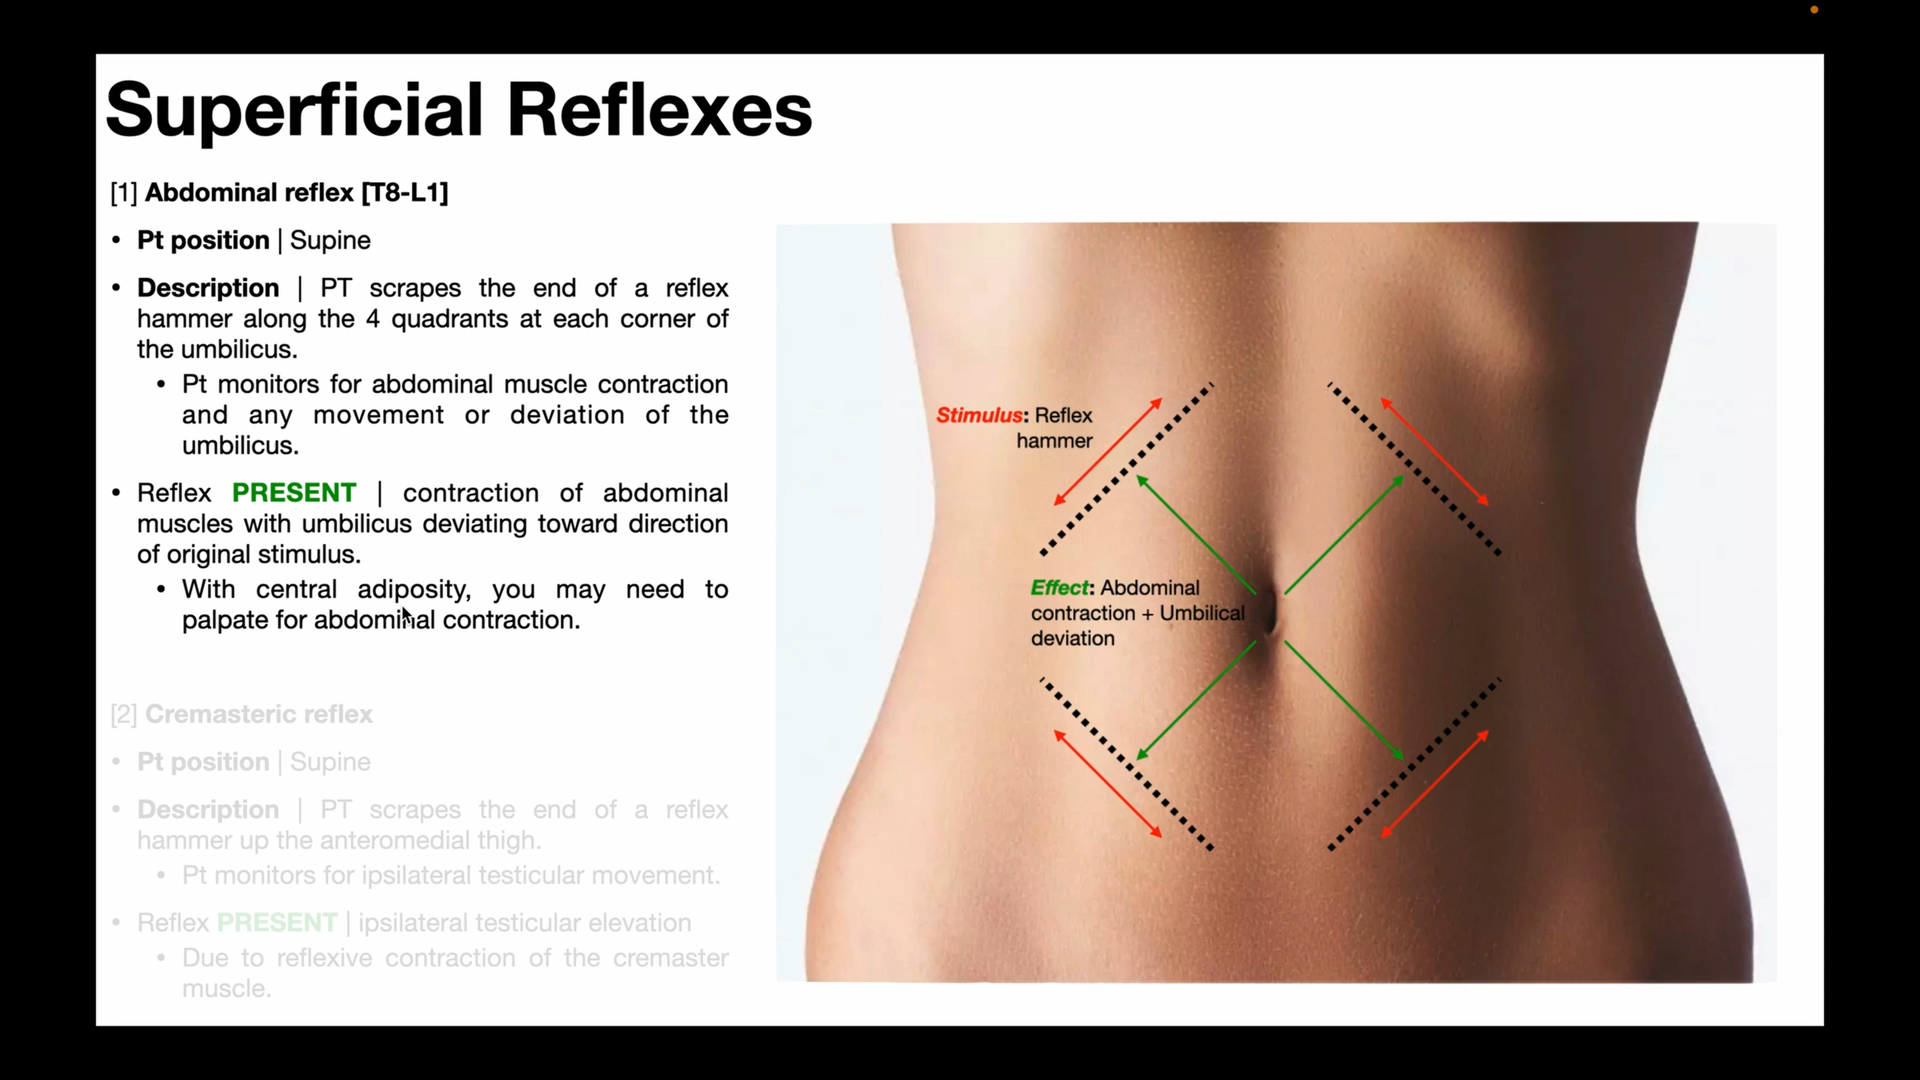 Superficial Reflexes
[1] Abdominal reflex [T8-L1]
• Pt position | Supine
• Description | PT scrapes the end of a reflex
hammer along the 4 quadrants at each corner of
the umbilicus.
• Pt monitors for abdominal muscle contraction
and any movement or deviation of the
umbilicus.
• Reflex PRESENT | contraction of abdominal
muscles with umbilicus deviating toward direction
of original stimulus.
• With central adiposity, you may need to
palpate for abdominal contraction.
[2] Cremasteric reflex
• Pt position | Supine
• Description | PT scrapes the end of a reflex
hammer up the anteromedial thigh.
• Pt monitors for ipsilateral testicular movement.
• Reflex PRESENT | ipsilateral testicular elevation
• Due to reflexive contraction of the cremaster
muscle.
Stimulus: Reflex
hammer
Effect: Abdominal
contraction + Umbilical
deviation